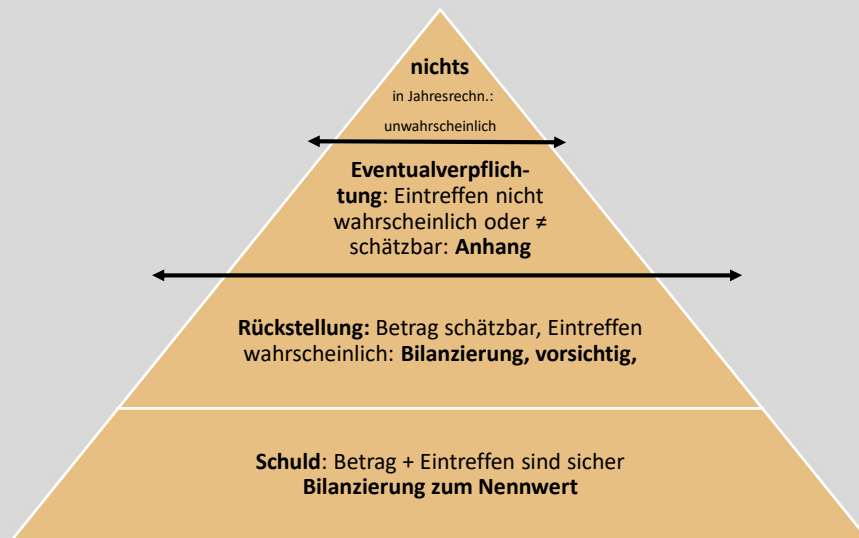 nichts
in Jahresrechn.:
unwahrscheinlich
Eventualverpflich-
tung: Eintreffen nicht
wahrscheinlich oder ≠
schätzbar: Anhang
Rückstellung: Betrag schätzbar, Eintreffen
wahrscheinlich: Bilanzierung, vorsichtig,
Schuld: Betrag + Eintreffen sind sicher
Bilanzierung zum Nennwert